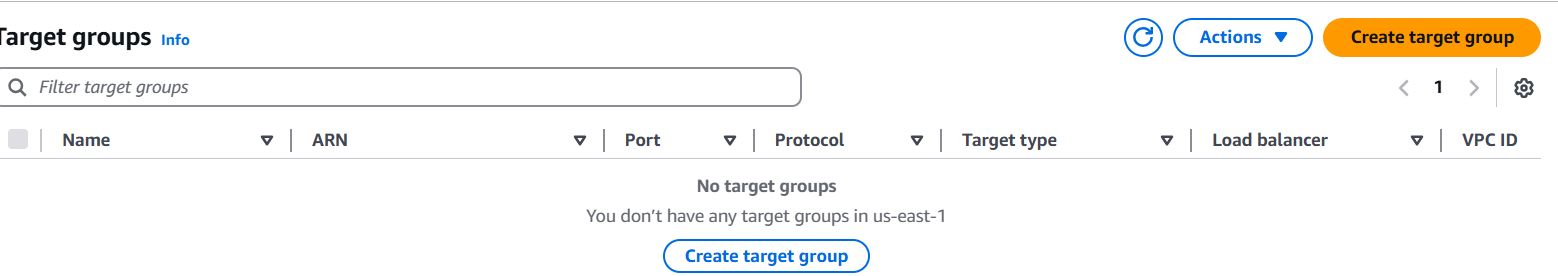 Target groups Info
Actions
Create target group
Filter target groups
1
Name ARN Port Protocol Target type Load balancer VPC ID
No target groups
You don’t have any target groups in us-east-1
Create target group